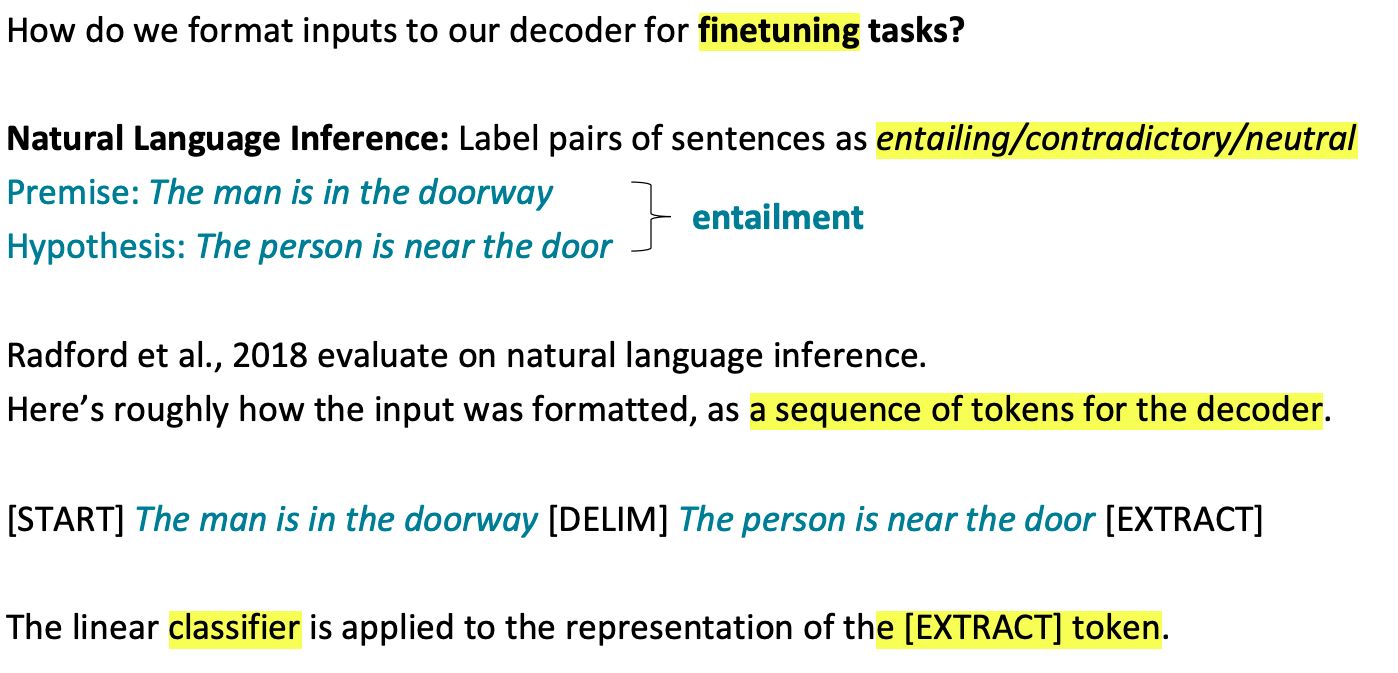 How do we format inputs to our decoder for finetuning tasks?
Natural Language Inference: Label pairs of sentences as entailing/contradictory/neutral
Premise: The man is in the doorway
Hypothesis: The person is near the door
entailment
Radford et al., 2018 evaluate on natural language inference.
Here’s roughly how the input was formatted, as a sequence of tokens for the decoder.
[START] The man is in the doorway [DELIM] The person is near the door [EXTRACT]
The linear classifier is applied to the representation of the [EXTRACT] token.